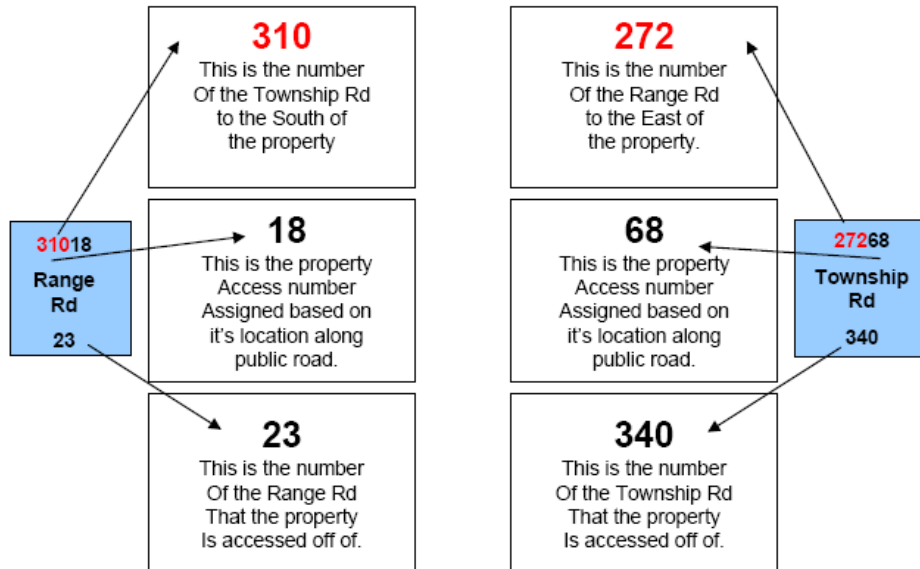 310
This is the number
Of the Township Rd
to the South of
the property
272
This is the number
Of the Range Rd
to the East of
the property.
31018
Range
Rd
23
18
This is the property
Access number
Assigned based on
it's location along
public road.
68
This is the property
Access number
Assigned based on
it's location along
public road.
27268
Township
Rd
340
23
This is the number
Of the Range Rd
That the property
Is accessed off of.
340
This is the number
Of the Township Rd
That the property
Is accessed off of.